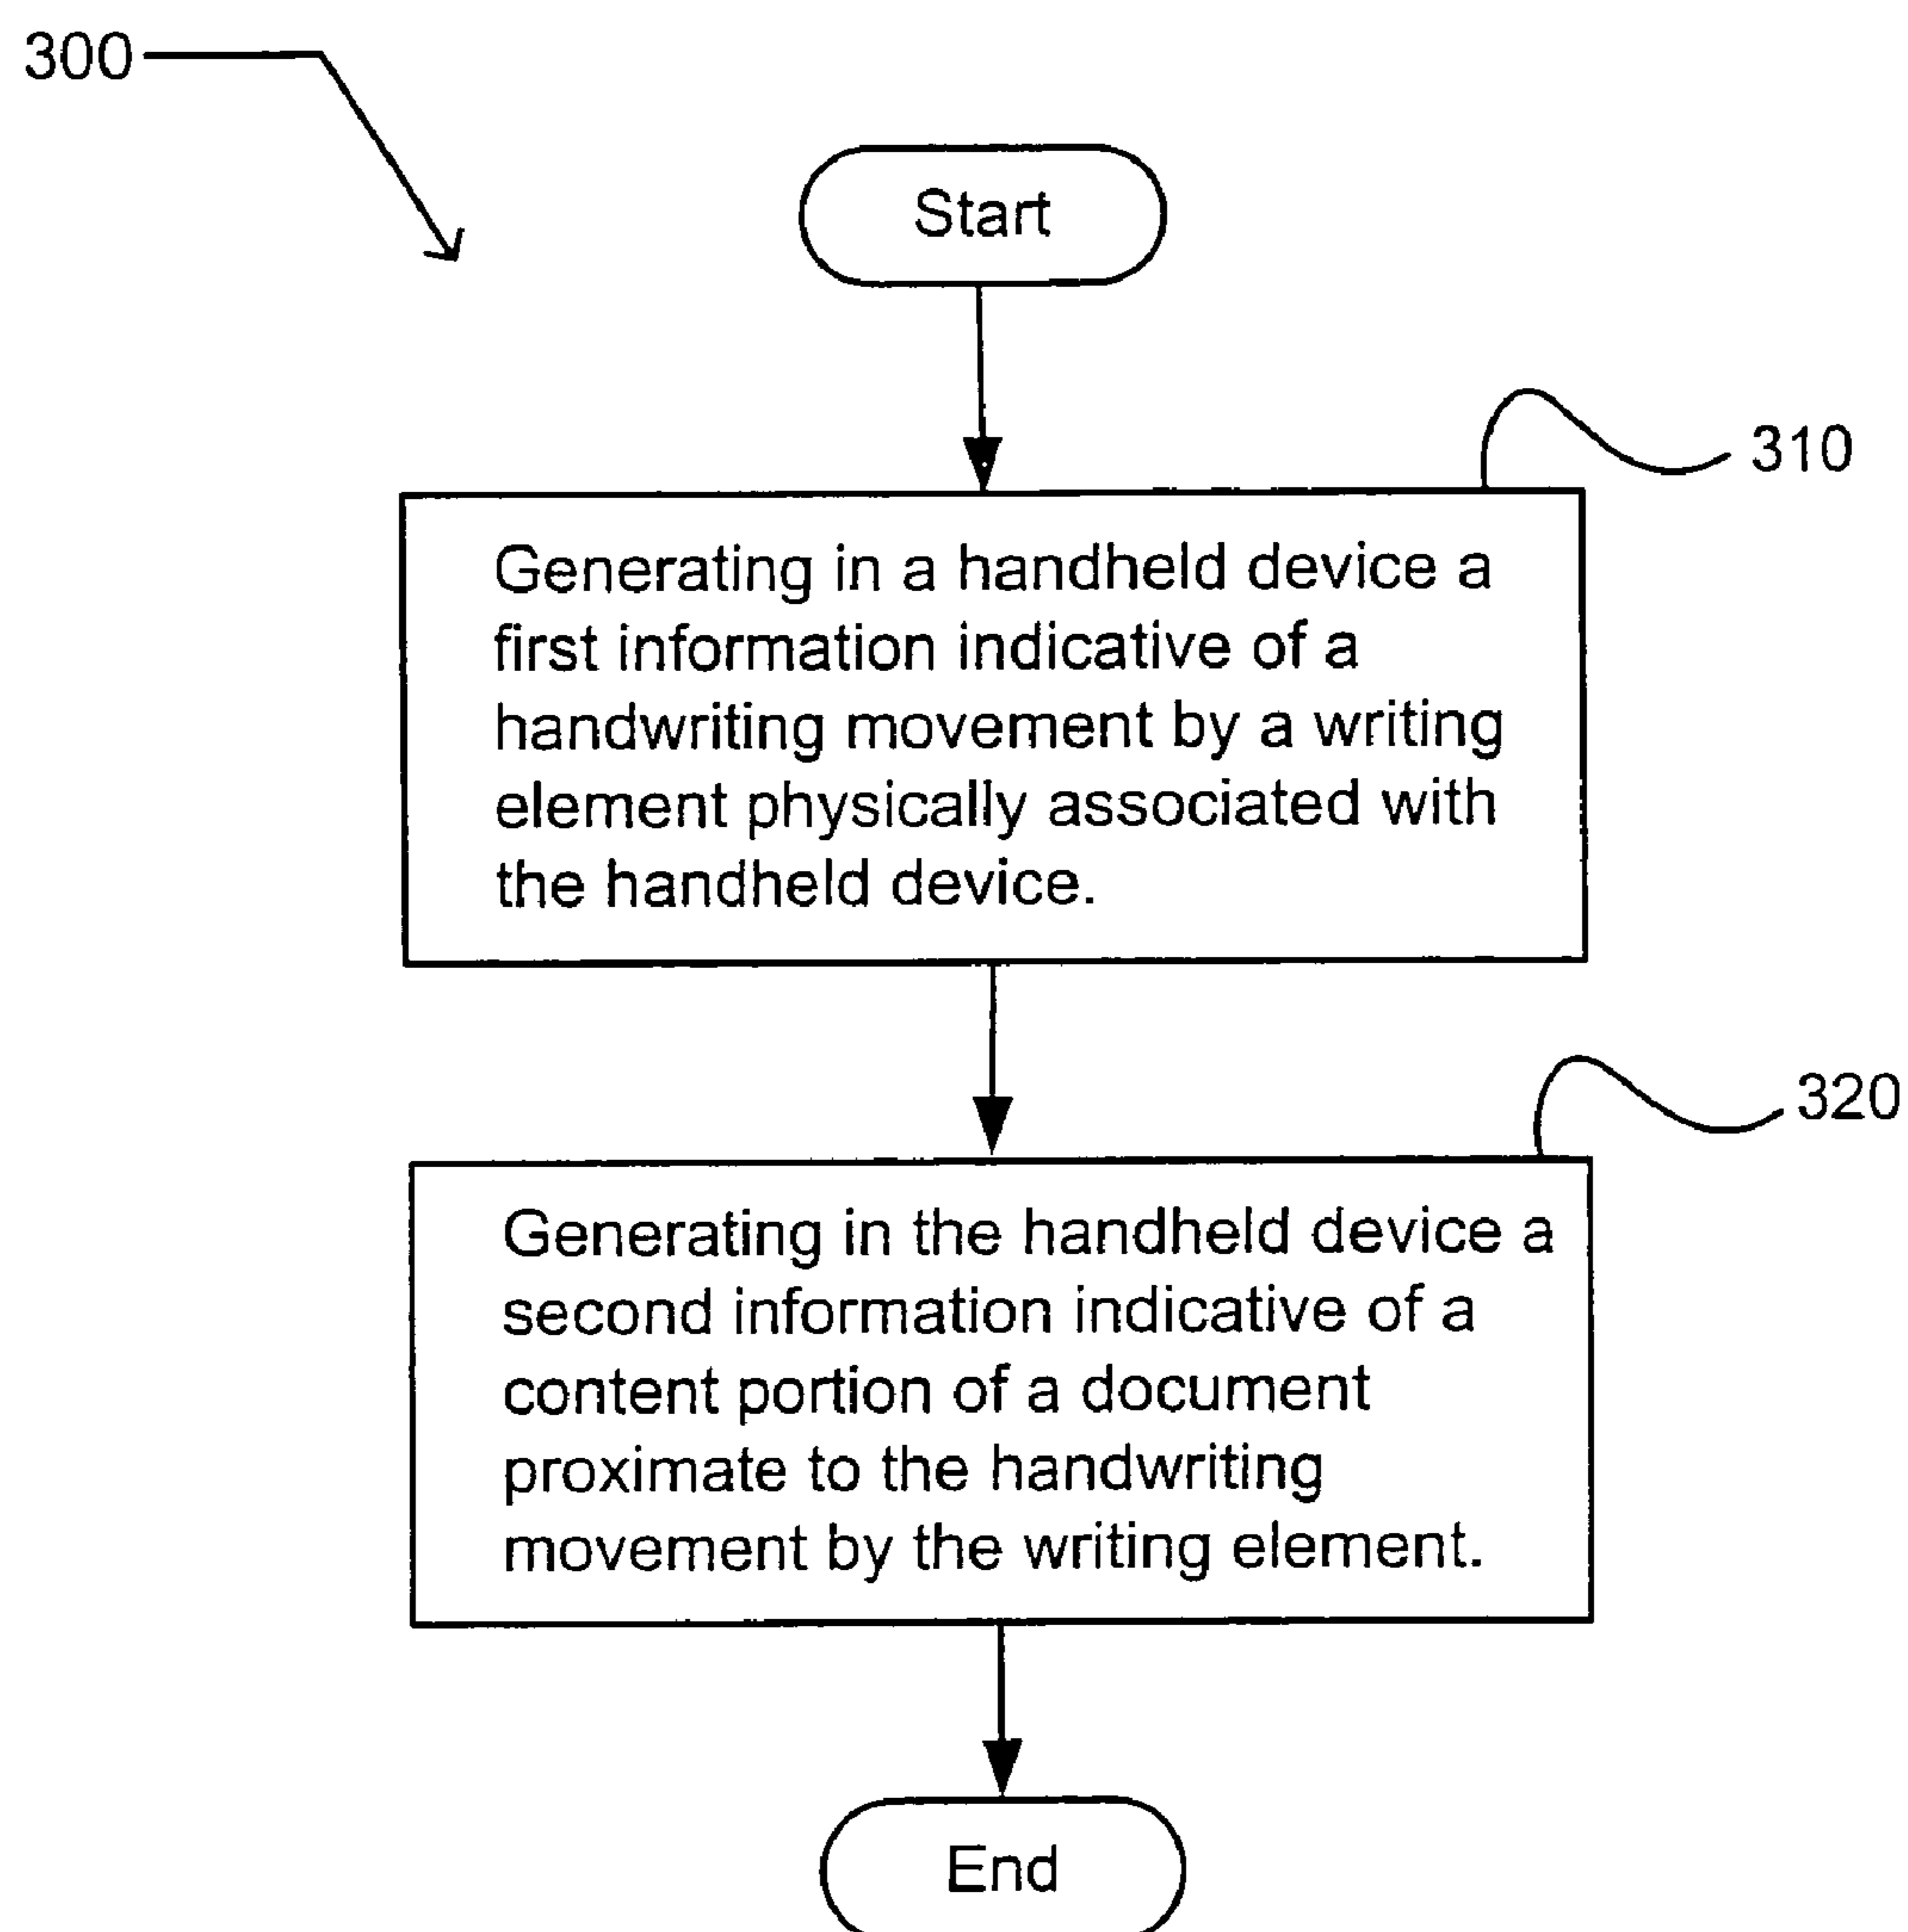 300
Start
310
Generating in a handheld device a
first information indicative of a
handwriting movement by a writing
element physically associated with
the handheld device.
320
Generating in the handheld device a
second information indicative of a
content portion of a document
proximate to the handwriting
movement by the writing element.
End